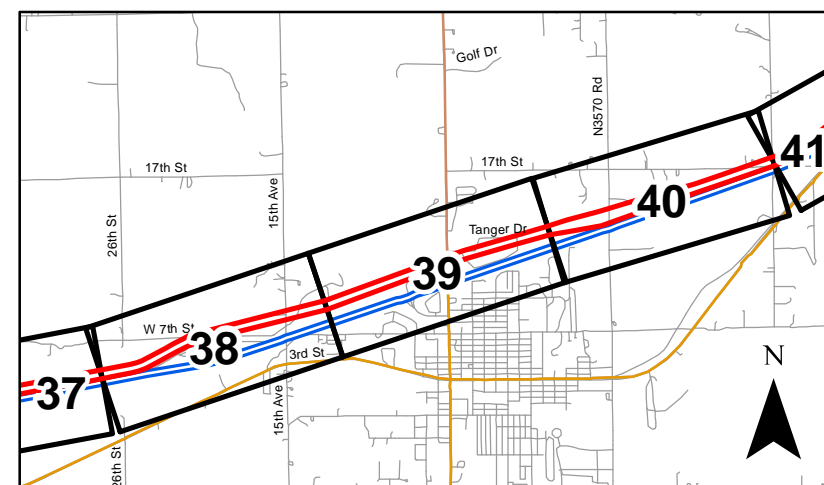 Golf Dr
N3570 Rd
17th St
17th St
41
15th Ave
40
26th St
Tanger Dr
39
W 7th St
38
3rd St
N
37
15th Ave
26th St